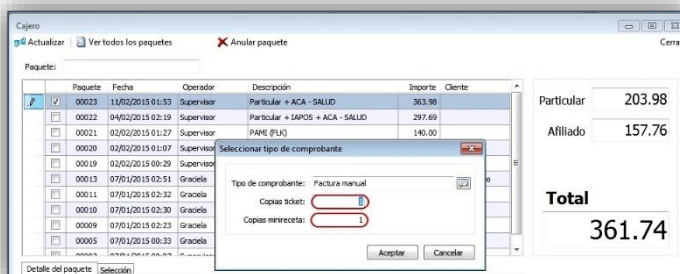 Cajero
Actualizar Ver todos los paquetes Anular paquete Cerra
Paquete:
Paquete Fecha Operador Descripción Importe Cliente
00023 11/02/2015 01:53 Supervisor Particular + ACA - SALUD 363.98
00022 04/02/2015 02:19 Supervisor Particular + IAPOS + ACA - SALUD 297.69
00021 02/02/2015 01:27 Supervisor PAMI (FLK) 140.00
00020 02/02/2015 01:07 Supervisor
00019 02/02/2015 00:29 Supervisor
00013 07/01/2015 02:51 Graciela
00011 07/01/2015 02:32 Graciela
00010 07/01/2015 02:30 Graciela
00009 07/01/2015 02:23 Graciela
00005 07/01/2015 00:33 Graciela
Seleccionar tipo de comprobante
Tipo de comprobante: Factura manual
Copias ticket:
Copias minireceta: 1
Aceptar Cancelar
Particular 203.98
Afiliado 157.76
Total
361.74
Detalle del paquete Selección